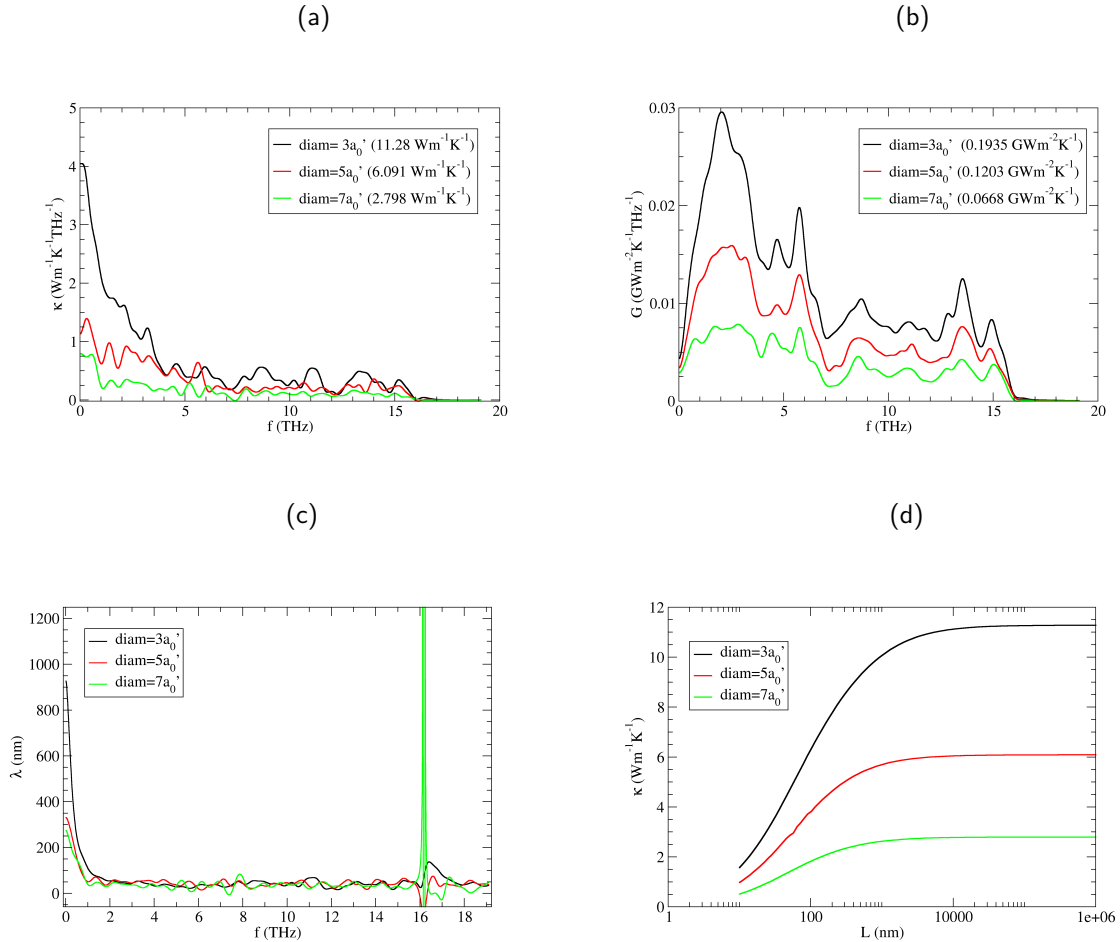 (a)
(b)
5
4
3
2
1
0
κ (Wm⁻¹K⁻¹THz⁻¹)
diam= 3a₀' (11.28 Wm⁻¹K⁻¹)
diam=5a₀' (6.091 Wm⁻¹K⁻¹)
diam=7a₀' (2.798 Wm⁻¹K⁻¹)
0 5 10 15 20
f (THz)
0.03
0.02
0.01
0
G (GWm⁻²K⁻¹THz⁻¹)
diam=3a₀' (0.1935 GWm⁻²K⁻¹)
diam=5a₀' (0.1203 GWm⁻²K⁻¹)
diam=7a₀' (0.0668 GWm⁻²K⁻¹)
0 5 10 15 20
f (THz)
(c)
(d)
1200
1000
800
600
400
200
0
λ (nm)
diam=3a₀'
diam=5a₀'
diam=7a₀'
0 2 4 6 8 10 12 14 16 18
f (THz)
12
10
8
6
4
2
0
κ (Wm⁻¹K⁻¹)
diam=3a₀'
diam=5a₀'
diam=7a₀'
1 100 10000 1e+06
L (nm)